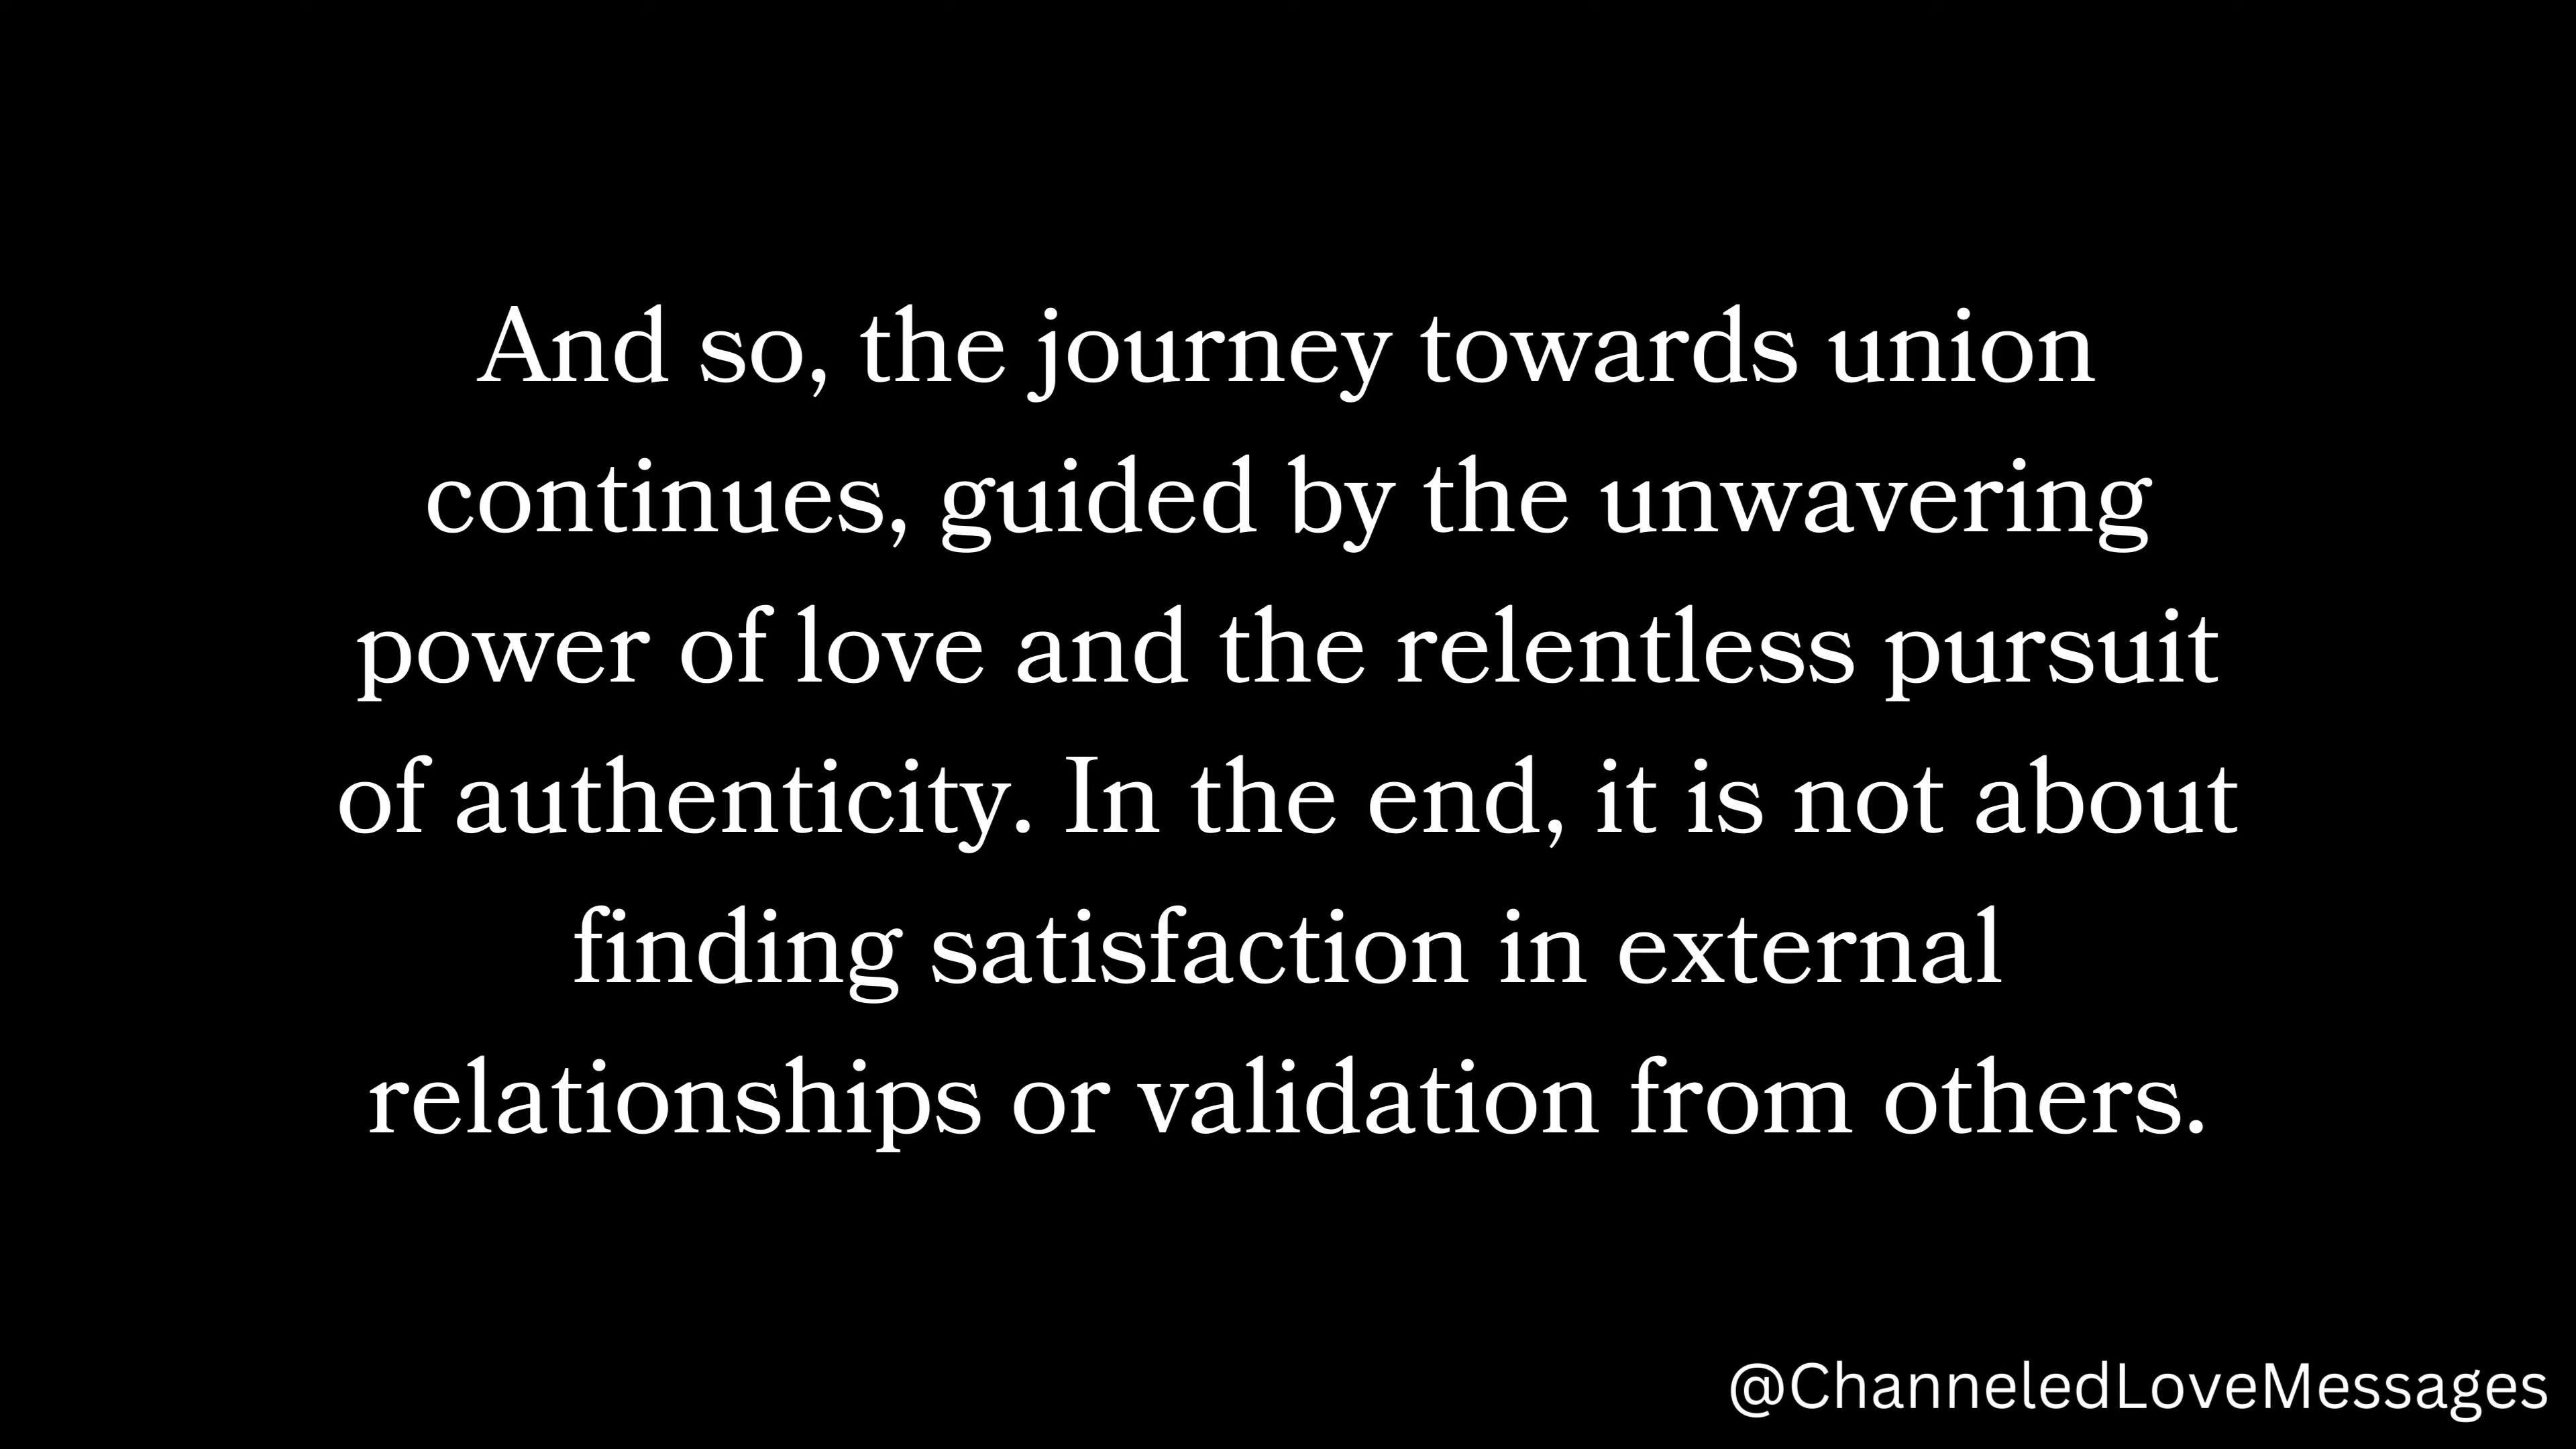 And so, the journey towards union
continues, guided by the unwavering
power of love and the relentless pursuit
of authenticity. In the end, it is not about
finding satisfaction in external
relationships or validation from others.
@ChanneledLoveMessages